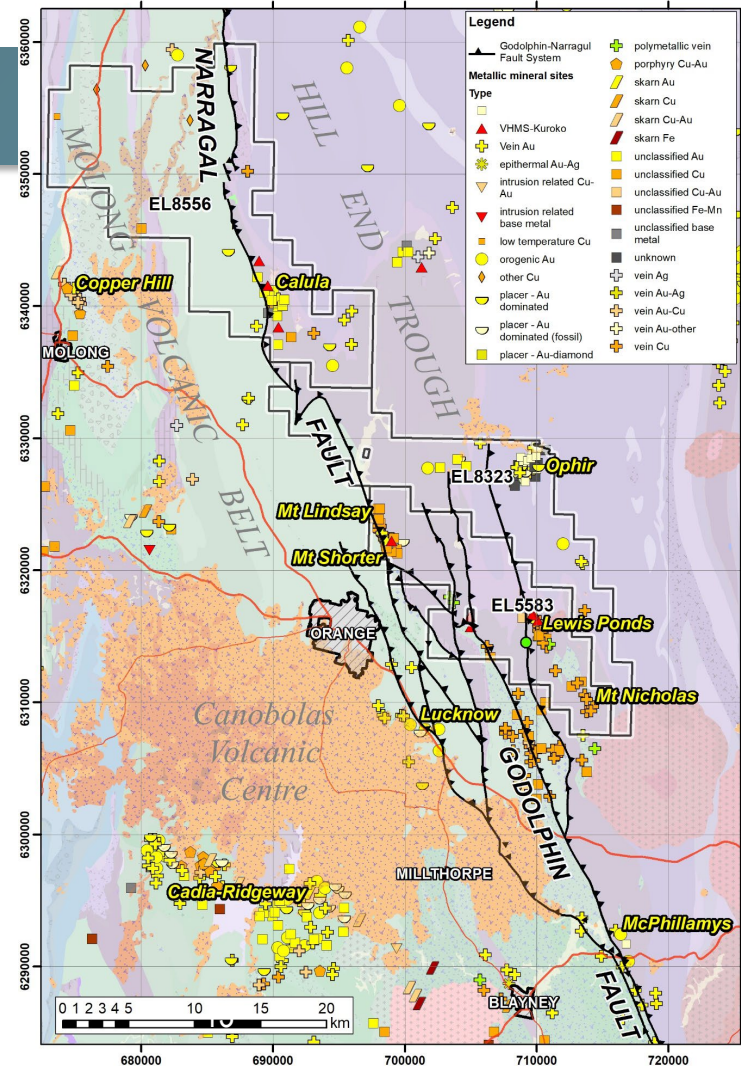 Legend
Godolphin-Narragul
Fault System
Metallic mineral sites
Type
VHMS-Kuroko
Vein Au
epithermal Au-Ag
intrusion related Cu-
Au
intrusion related
base metal
low temperature Cu
orogenic Au
other Cu
placer - Au
dominated
placer - Au
dominated (fossil)
placer - Au-diamond
polymetallic vein
porphyry Cu-Au
skarn Au
skarn Cu
skarn Cu-Au
skarn Fe
unclassified Au
unclassified Cu
unclassified Cu-Au
unclassified Fe-Mn
unclassified base
metal
unknown
vein Ag
vein Au-Ag
vein Au-Cu
vein Au-other
vein Cu
6360000
6350000
6340000
6330000
6320000
6310000
6300000
6290000
NARRAGAL
FAULT
HILL
END
TROUGH
MOLONG
VOLCANIC
BELT
EL8556
Copper Hill
Calula
MOLONG
EL8323
Ophir
Mt Lindsay
Mt Shorter
EL5583
Lewis Ponds
ORANGE
Mt Nicholas
Lucknow
Canobolas
Volcanic
Centre
GODOLPHIN
FAULT
MILLTHORPE
Cadia-Ridgeway
McPhillamys
BLAYNEY
0 1 2 3 4 5 10 15 20
km
680000 690000 700000 710000 720000